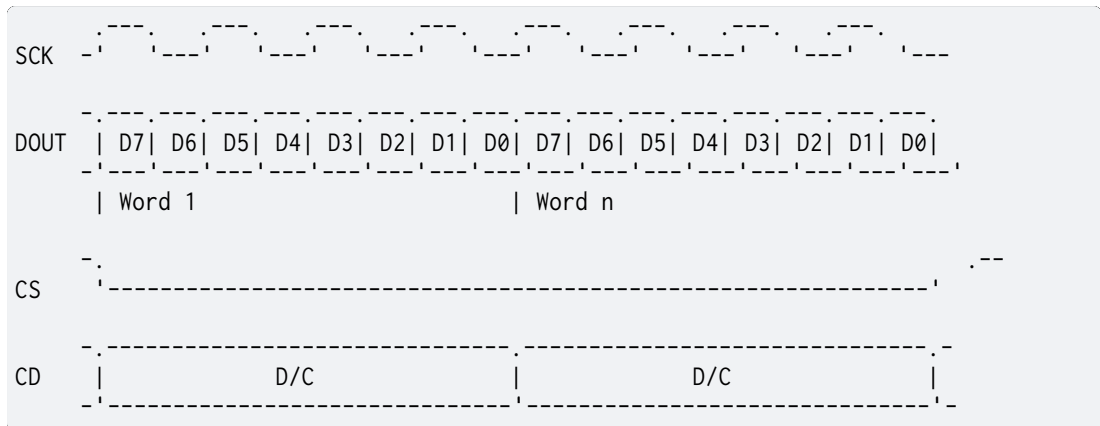 SCK
DOUT | D7| D6| D5| D4| D3| D2| D1| D0| D7| D6| D5| D4| D3| D2| D1| D0|
| Word 1 | Word n
CS
CD | D/C | D/C |